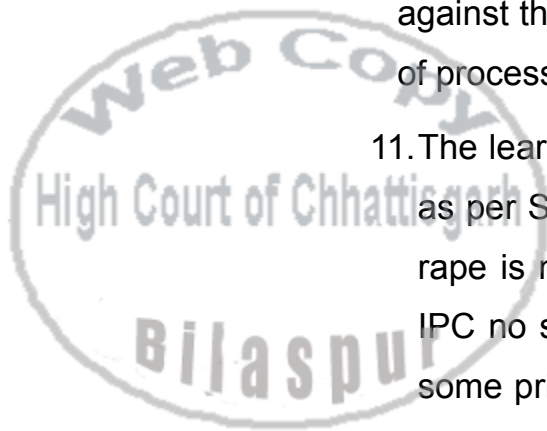 against th
of process
11. The lear
as per S
rape is
IPC no s
some pr
Web Copy
High Court of Chhattisgarh
Bilaspur